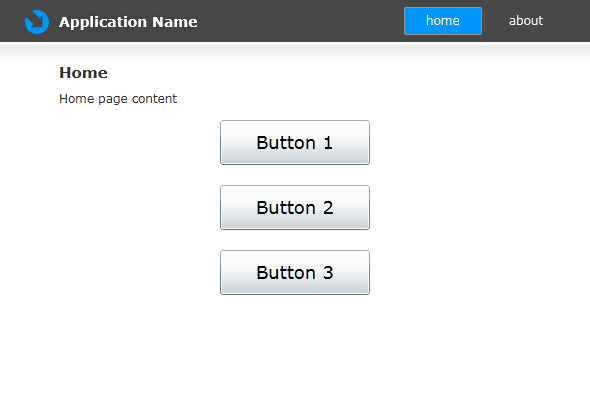 Application Name
home about
Home
Home page content
Button 1
Button 2
Button 3